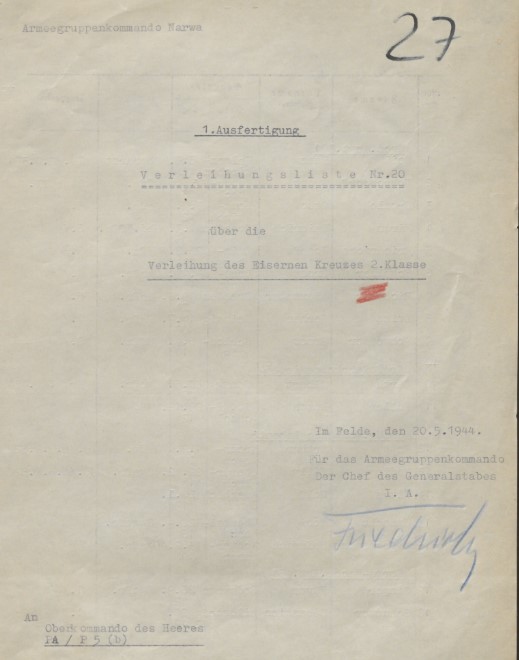 Armeegruppenkommando Narwa
27
1.Ausfertigung
Verleihungsliste Nr.20
Über die
Verleihung des Eisernen Kreuzes 2.Klasse
Im Felde, den 20.5.1944.
Für das Armeegruppenkommando
Der Chef des Generalstabes
I. A.
An
Oberkommando des Heeres
PA / P 5 (b)